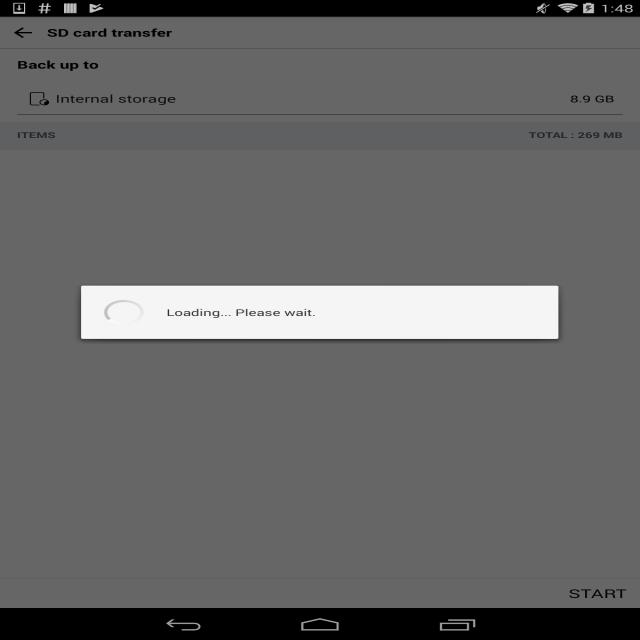 1:48
SD card transfer
Back up to
Internal storage 8.9 GB
ITEMS TOTAL : 269 MB
Loading... Please wait.
START